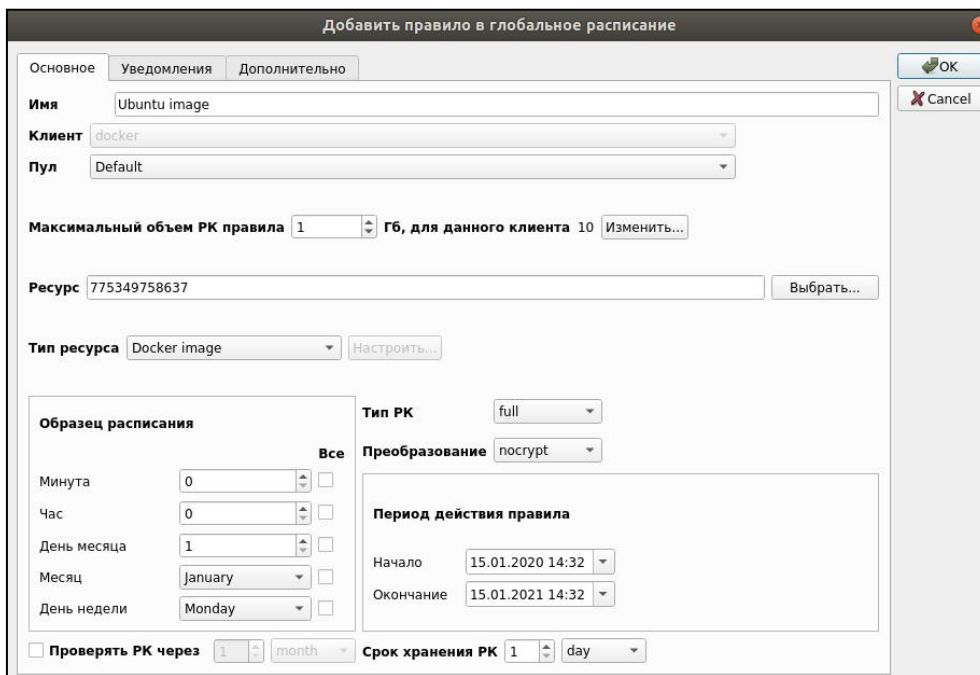 Добавить правило в глобальное расписание
Основное Уведомления Дополнительно
OK
Cancel
Имя Ubuntu image
Клиент docker
Пул Default
Максимальный объем РК правила 1 Гб, для данного клиента 10 Изменить...
Ресурс 775349758637 Выбрать...
Тип ресурса Docker image Настроить...
Образец расписания
Все
Минута 0
Час 0
День месяца 1
Месяц January
День недели Monday
Тип РК full
Преобразование nocrypt
Период действия правила
Начало 15.01.2020 14:32
Окончание 15.01.2021 14:32
Проверять РК через 1 month Срок хранения РК 1 day